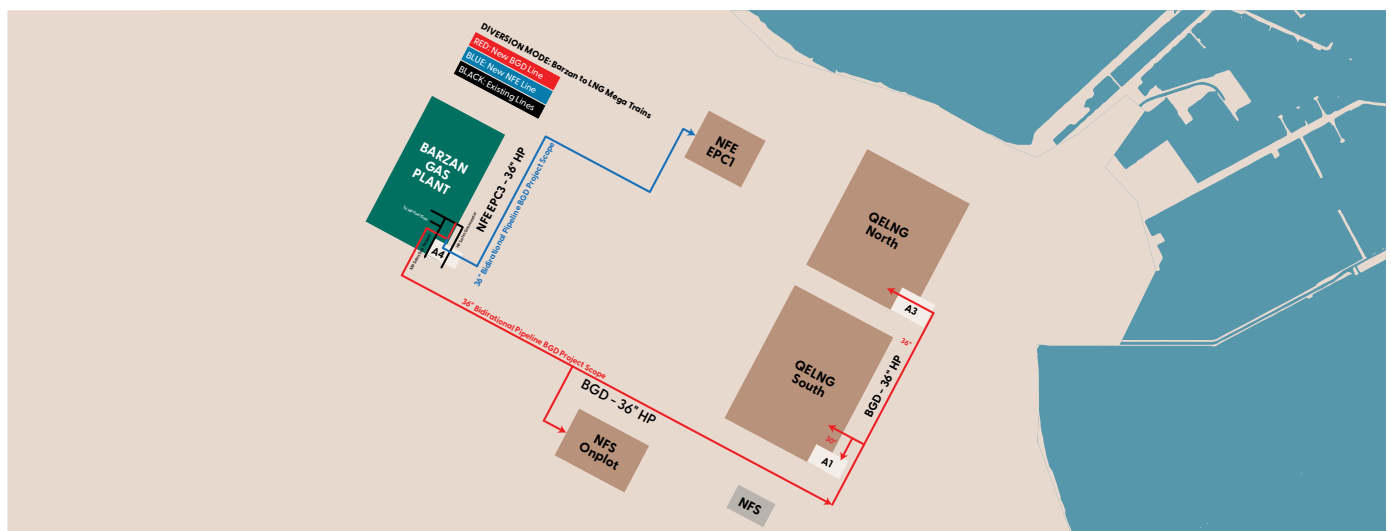 DIVERSION MODE: Barzan to LNG Mega Trains
RED: New BGD Line
BLUE: New NFE Line
BLACK: Existing Lines
BARZAN
GAS
PLANT
A4
NFE EPC3 - 36" HP
36" Bidirational Pipeline BGD Project Scope
NFE
EPC1
QELNG
North
A3
36"
BGD - 36" HP
QELNG
South
30"
A1
36" Bidirational Pipeline BGD Project Scope
BGD - 36" HP
NFS
Onplot
NFS